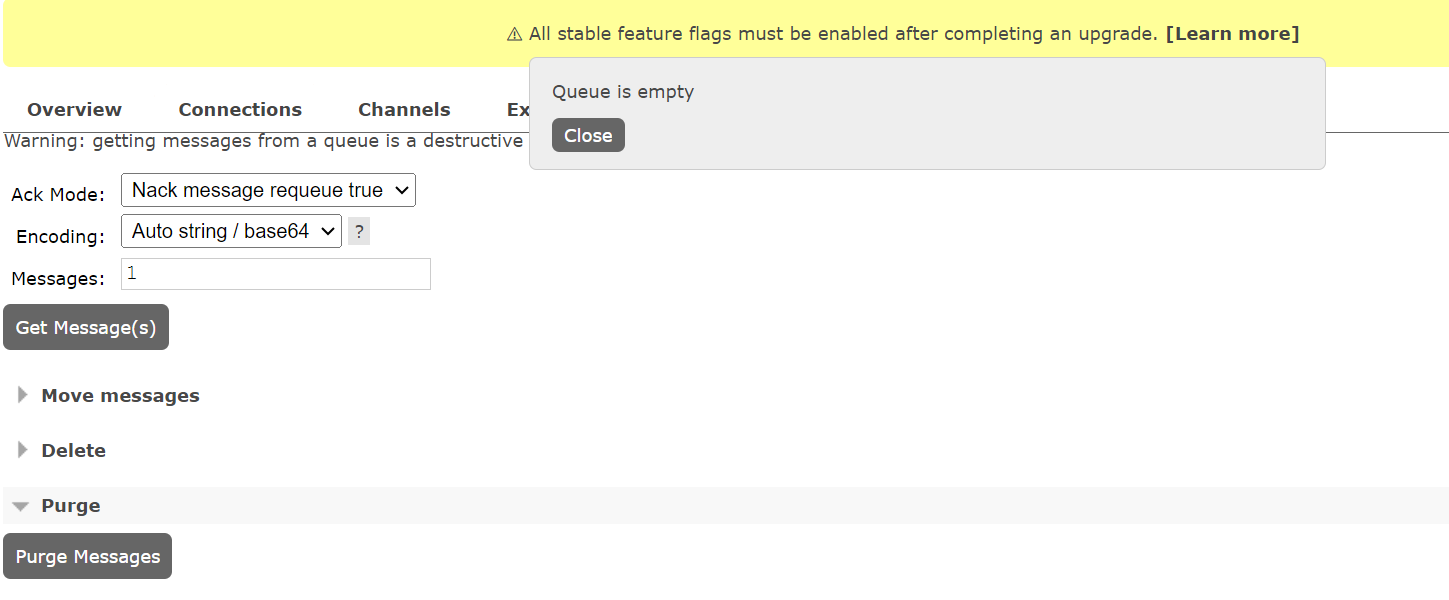 ⚠ All stable feature flags must be enabled after completing an upgrade. [Learn more]
Queue is empty
Close
Overview Connections Channels Ex
Warning: getting messages from a queue is a destructive
Ack Mode: Nack message requeue true
Encoding: Auto string / base64 ?
Messages: 1
Get Message(s)
Move messages
Delete
Purge
Purge Messages